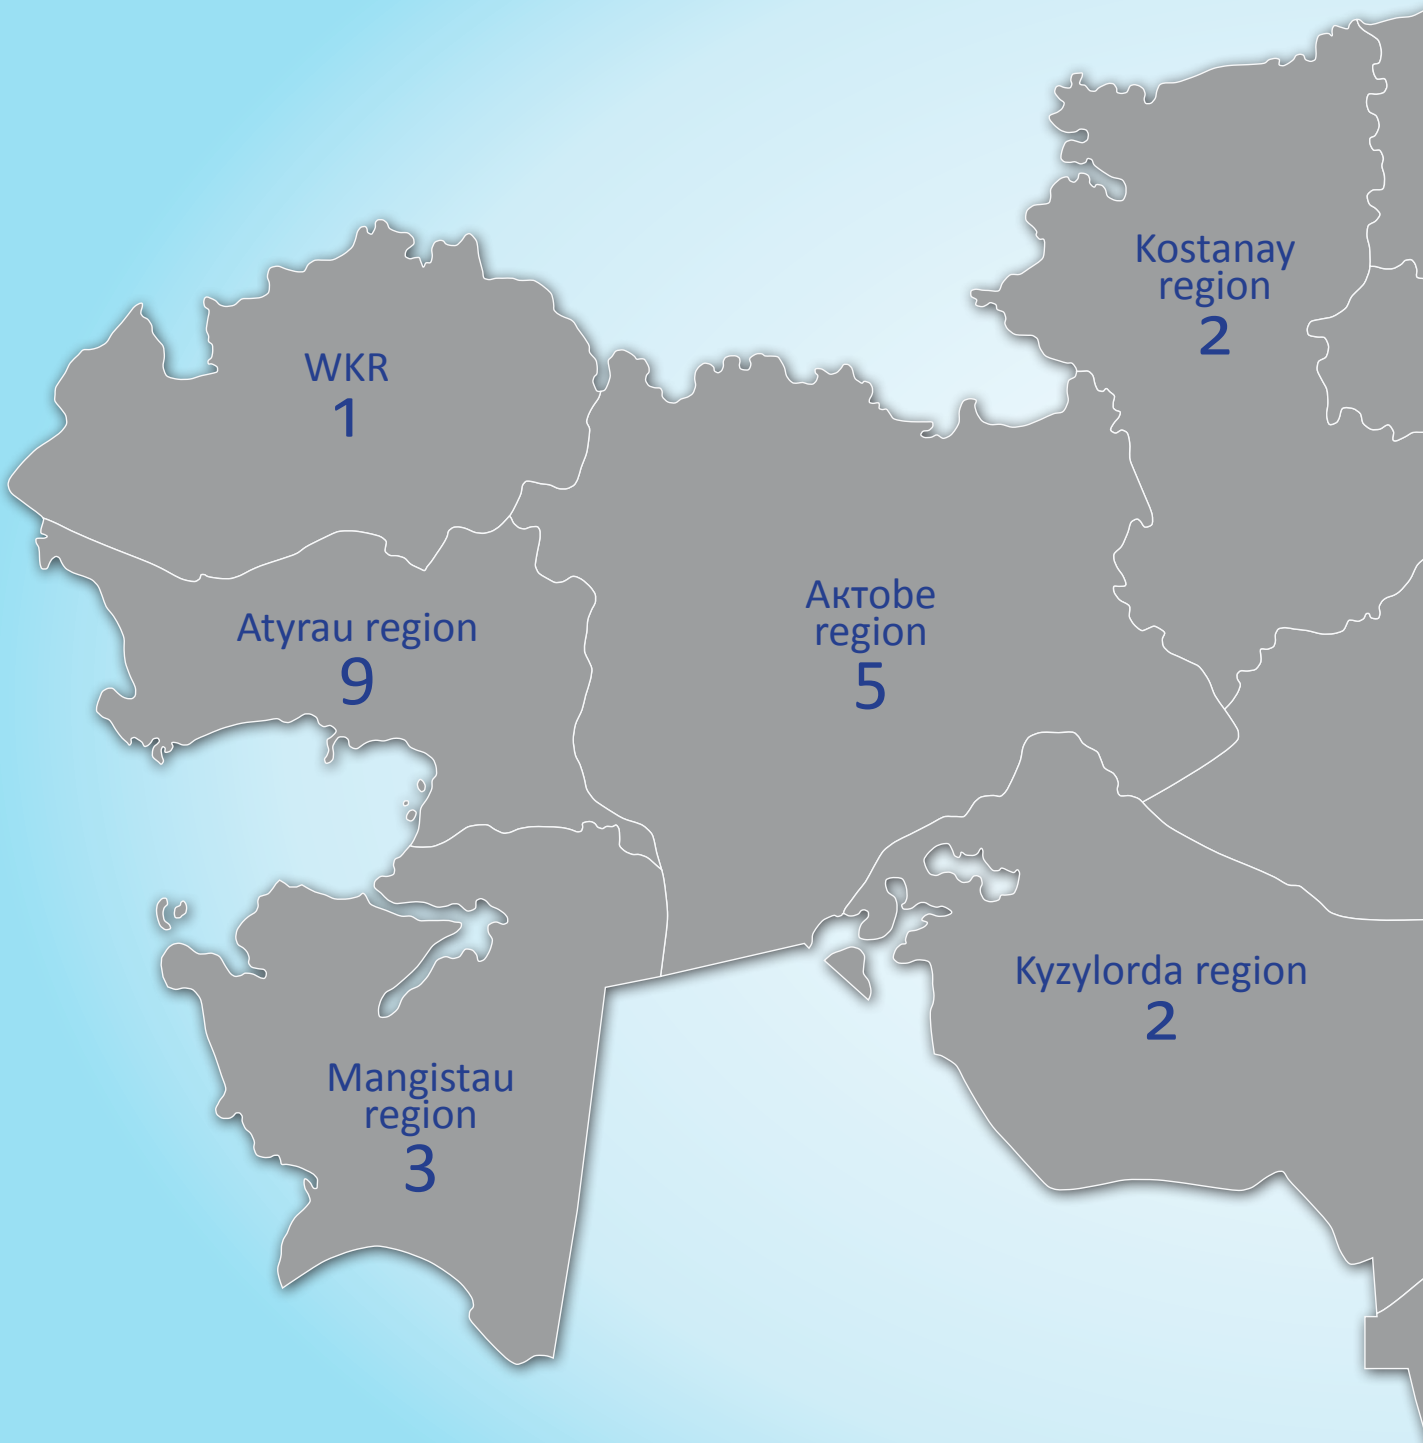 Kostanay
region
2
WKR
1
Актobe
region
5
Atyrau region
9
Kyzylorda region
2
Mangistau
region
3